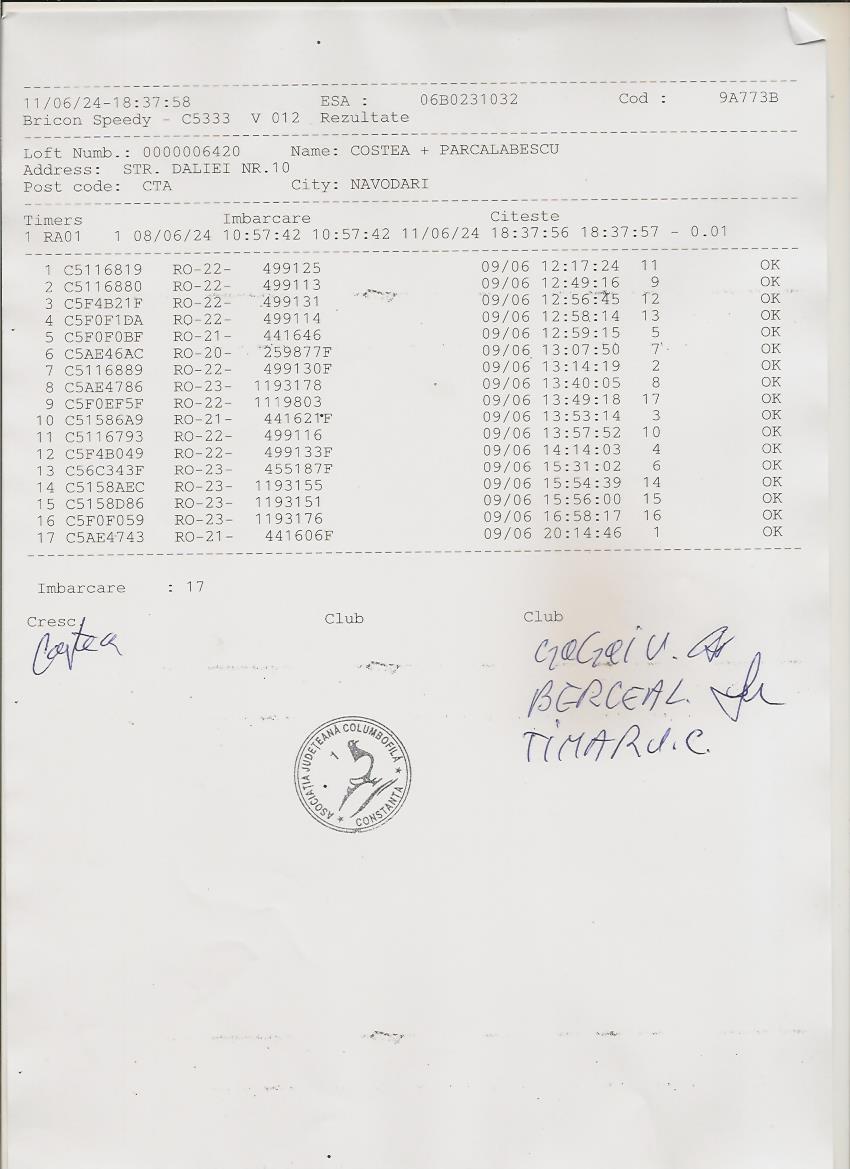 11/06/24-18:37:58 ESA : 06B0231032 Cod : 9A773B
Bricon Speedy - C5333 V 012 Rezultate
Loft Numb.: 0000006420 Name: COSTEA + PARCALABESCU
Address: STR. DALIEI NR.10
Post code: CTA City: NAVODARI
Timers Imbarcare Citeste
1 RA01 1 08/06/24 10:57:42 10:57:42 11/06/24 18:37:56 18:37:57 - 0.01
1 C5116819 RO-22- 499125 09/06 12:17:24 11 OK
2 C5116880 RO-22- 499113 09/06 12:49:16 9 OK
3 C5F4B21F RO-22- 499131 09/06 12:56:45 12 OK
4 C5F0F1DA RO-22- 499114 09/06 12:58:14 13 OK
5 C5F0F0BF RO-21- 441646 09/06 12:59:15 5 OK
6 C5AE46AC RO-20- 259877F 09/06 13:07:50 7 OK
7 C5116889 RO-22- 499130F 09/06 13:14:19 2 OK
8 C5AE4786 RO-23- 1193178 09/06 13:40:05 8 OK
9 C5F0EF5F RO-22- 1119803 09/06 13:49:18 17 OK
10 C51586A9 RO-21- 441621F 09/06 13:53:14 3 OK
11 C5116793 RO-22- 499116 09/06 13:57:52 10 OK
12 C5F4B049 RO-22- 499133F 09/06 14:14:03 4 OK
13 C56C343F RO-23- 455187F 09/06 15:31:02 6 OK
14 C5158AEC RO-23- 1193155 09/06 15:54:39 14 OK
15 C5158D86 RO-23- 1193151 09/06 15:56:00 15 OK
16 C5F0F059 RO-23- 1193176 09/06 16:58:17 16 OK
17 C5AE4743 RO-21- 441606F 09/06 20:14:46 1 OK
Imbarcare : 17
Cresc Club Club
Costea
BERCEAL.
TIMARU.C.
ASOCIAȚIA JUDEȚEANĂ COLUMBOFILĂ
1
★ CONSTANȚA ★